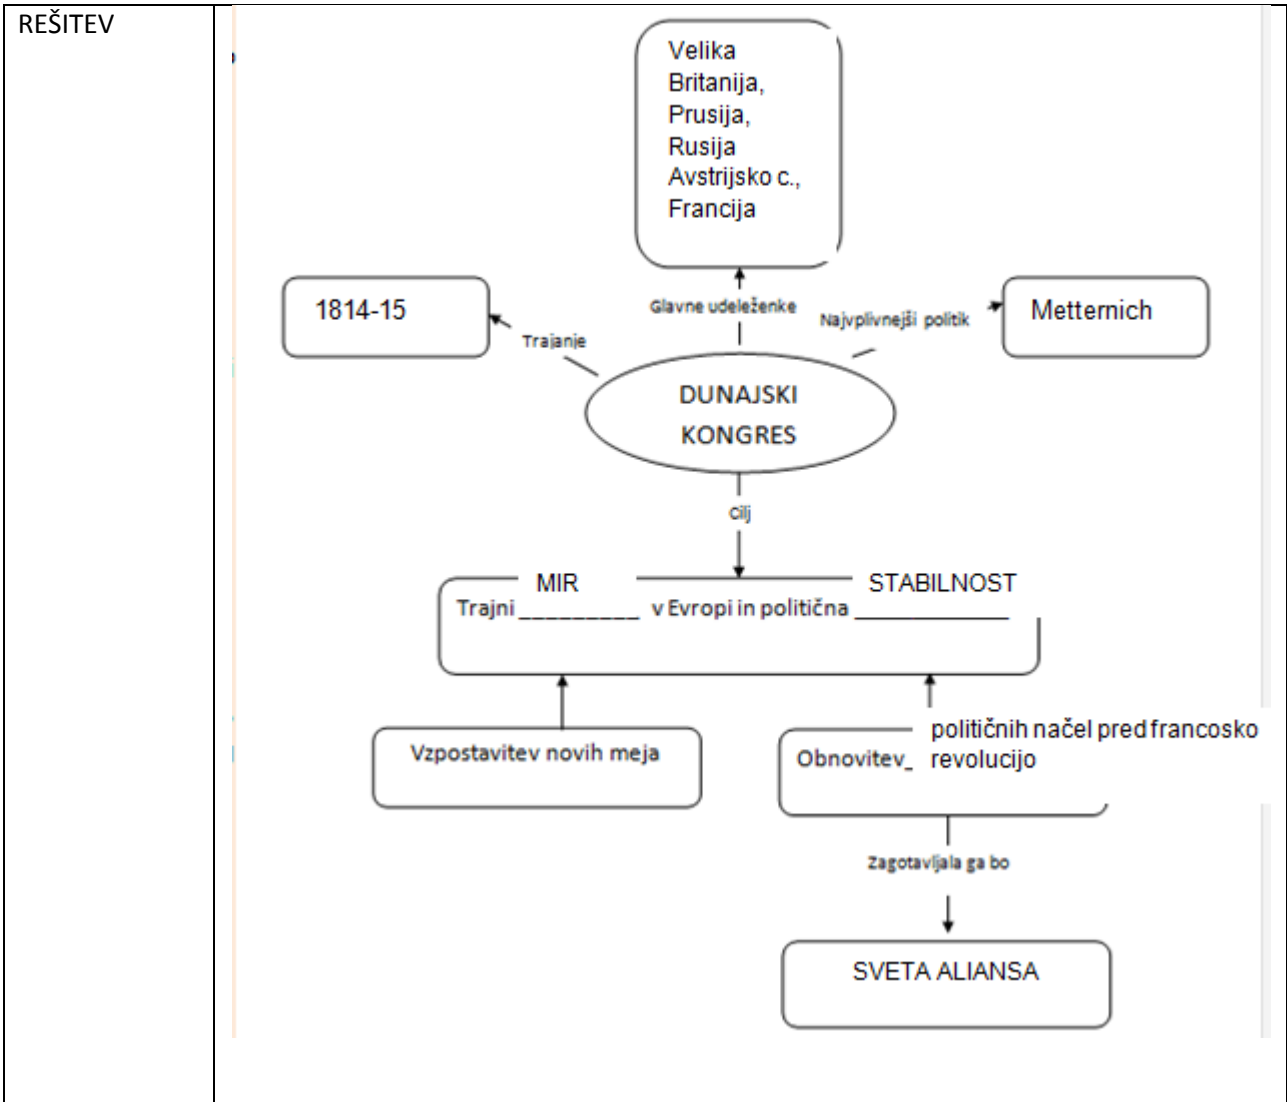 REŠITEV
Velika
Britanija,
Prusija,
Rusija
Avstrijsko c.,
Francija
1814-15
Trajanje
Glavne udeleženke
Najvplivnejši politik
Metternich
DUNAJSKI
KONGRES
Cilj
MIR STABILNOST
Trajni _________ v Evropi in politična ____________
Vzpostavitev novih meja
političnih načel pred francosko
Obnovitev_ revolucijo
Zagotavljala ga bo
SVETA ALIANSA